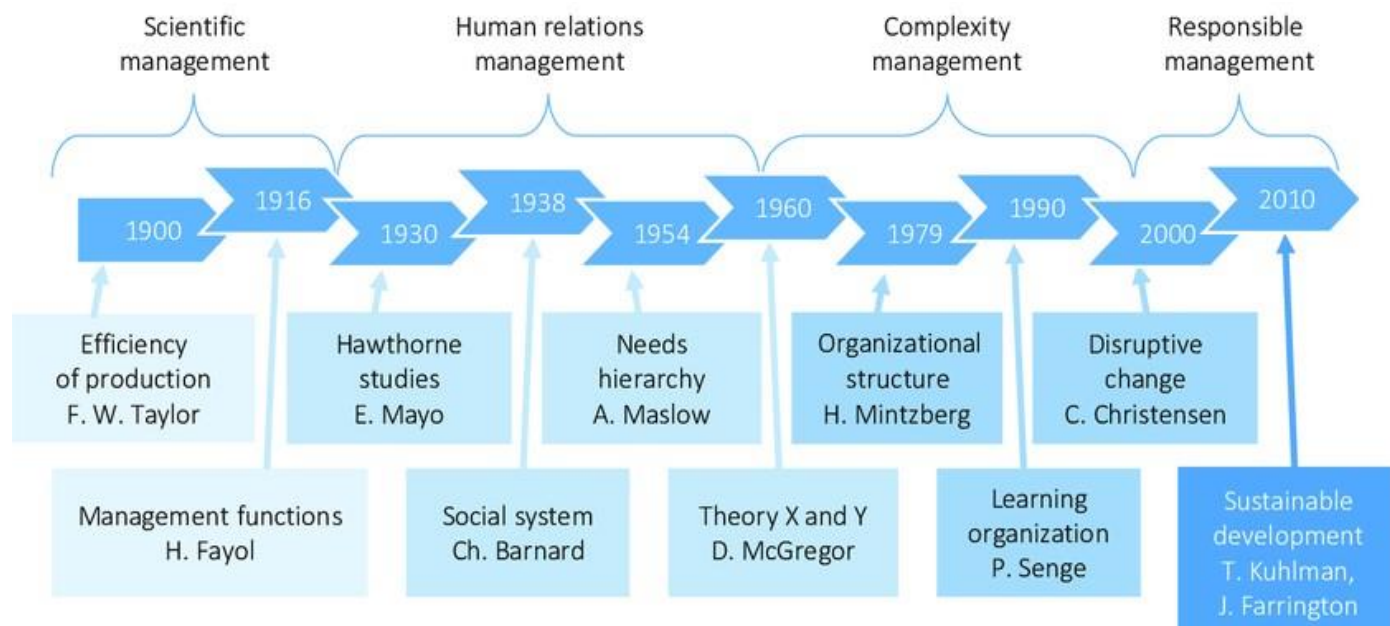 Scientific
management
Human relations
management
Complexity
management
Responsible
management
1900
1916
1930
1938
1954
1960
1979
1990
2000
2010
Efficiency
of production
F. W. Taylor
Hawthorne
studies
E. Mayo
Needs
hierarchy
A. Maslow
Organizational
structure
H. Mintzberg
Disruptive
change
C. Christensen
Management functions
H. Fayol
Social system
Ch. Barnard
Theory X and Y
D. McGregor
Learning
organization
P. Senge
Sustainable
development
T. Kuhlman,
J. Farrington